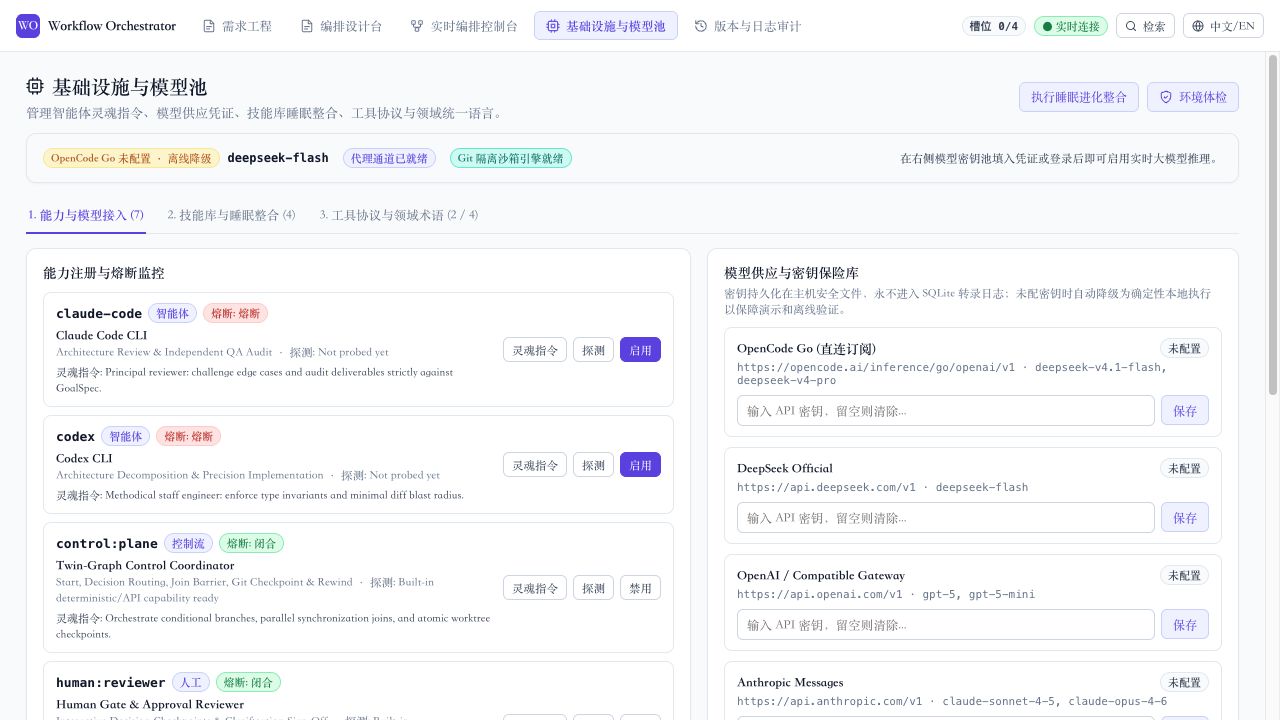 WO Workflow Orchestrator 需求工程 编排设计台 实时编排控制台 基础设施与模型池 版本与日志审计 槽位 0/4 实时连接 检索 中文/EN
基础设施与模型池
管理智能体灵魂指令、模型供应凭证、技能库睡眠整合、工具协议与领域统一语言。
执行睡眠进化整合 环境体检
OpenCode Go 未配置 · 离线降级 deepseek-flash 代理通道已就绪 Git 隔离沙箱引擎就绪 在右侧模型密钥池填入凭证或登录后即可启用实时大模型推理。
1. 能力与模型接入 (7) 2. 技能库与睡眠整合 (4) 3. 工具协议与领域术语 (2 / 4)
能力注册与熔断监控
claude-code 智能体 熔断: 熔断
Claude Code CLI
Architecture Review & Independent QA Audit · 探测: Not probed yet
灵魂指令: Principal reviewer: challenge edge cases and audit deliverables strictly against
GoalSpec.
灵魂指令 探测 启用
codex 智能体 熔断: 熔断
Codex CLI
Architecture Decomposition & Precision Implementation · 探测: Not probed yet
灵魂指令: Methodical staff engineer: enforce type invariants and minimal diff blast radius.
灵魂指令 探测 启用
control:plane 控制流 熔断: 闭合
Twin-Graph Control Coordinator
Start, Decision Routing, Join Barrier, Git Checkpoint & Rewind · 探测: Built-in
deterministic/API capability ready
灵魂指令: Orchestrate conditional branches, parallel synchronization joins, and atomic worktree
checkpoints.
灵魂指令 探测 禁用
human:reviewer 人工 熔断: 闭合
Human Gate & Approval Reviewer
模型供应与密钥保险库
密钥持久化在主机安全文件，永不进入 SQLite 转录日志；未配密钥时自动降级为确定性本地执行
以保障演示和离线验证。
OpenCode Go (直连订阅) 未配置
https://opencode.ai/inference/go/openai/v1 · deepseek-v4.1-flash,
deepseek-v4-pro
输入 API 密钥，留空则清除... 保存
DeepSeek Official 未配置
https://api.deepseek.com/v1 · deepseek-flash
输入 API 密钥，留空则清除... 保存
OpenAI / Compatible Gateway 未配置
https://api.openai.com/v1 · gpt-5, gpt-5-mini
输入 API 密钥，留空则清除... 保存
Anthropic Messages 未配置
https://api.anthropic.com/v1 · claude-sonnet-4-5, claude-opus-4-6